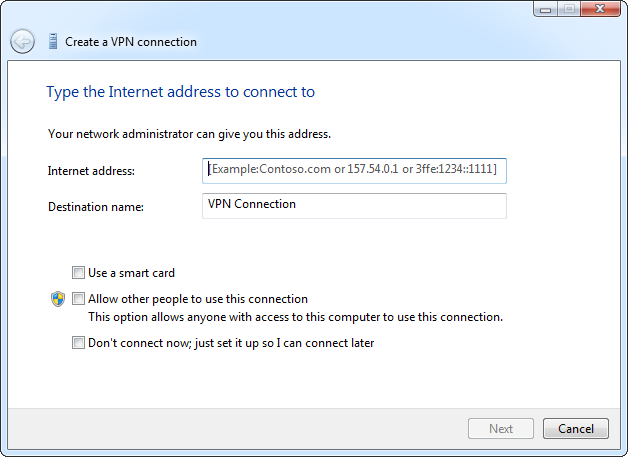 Create a VPN connection
Type the Internet address to connect to
Your network administrator can give you this address.
Internet address:
[Example:Contoso.com or 157.54.0.1 or 3ffe:1234::1111]
Destination name:
VPN Connection
Use a smart card
Allow other people to use this connection
This option allows anyone with access to this computer to use this connection.
Don't connect now; just set it up so I can connect later
Next
Cancel